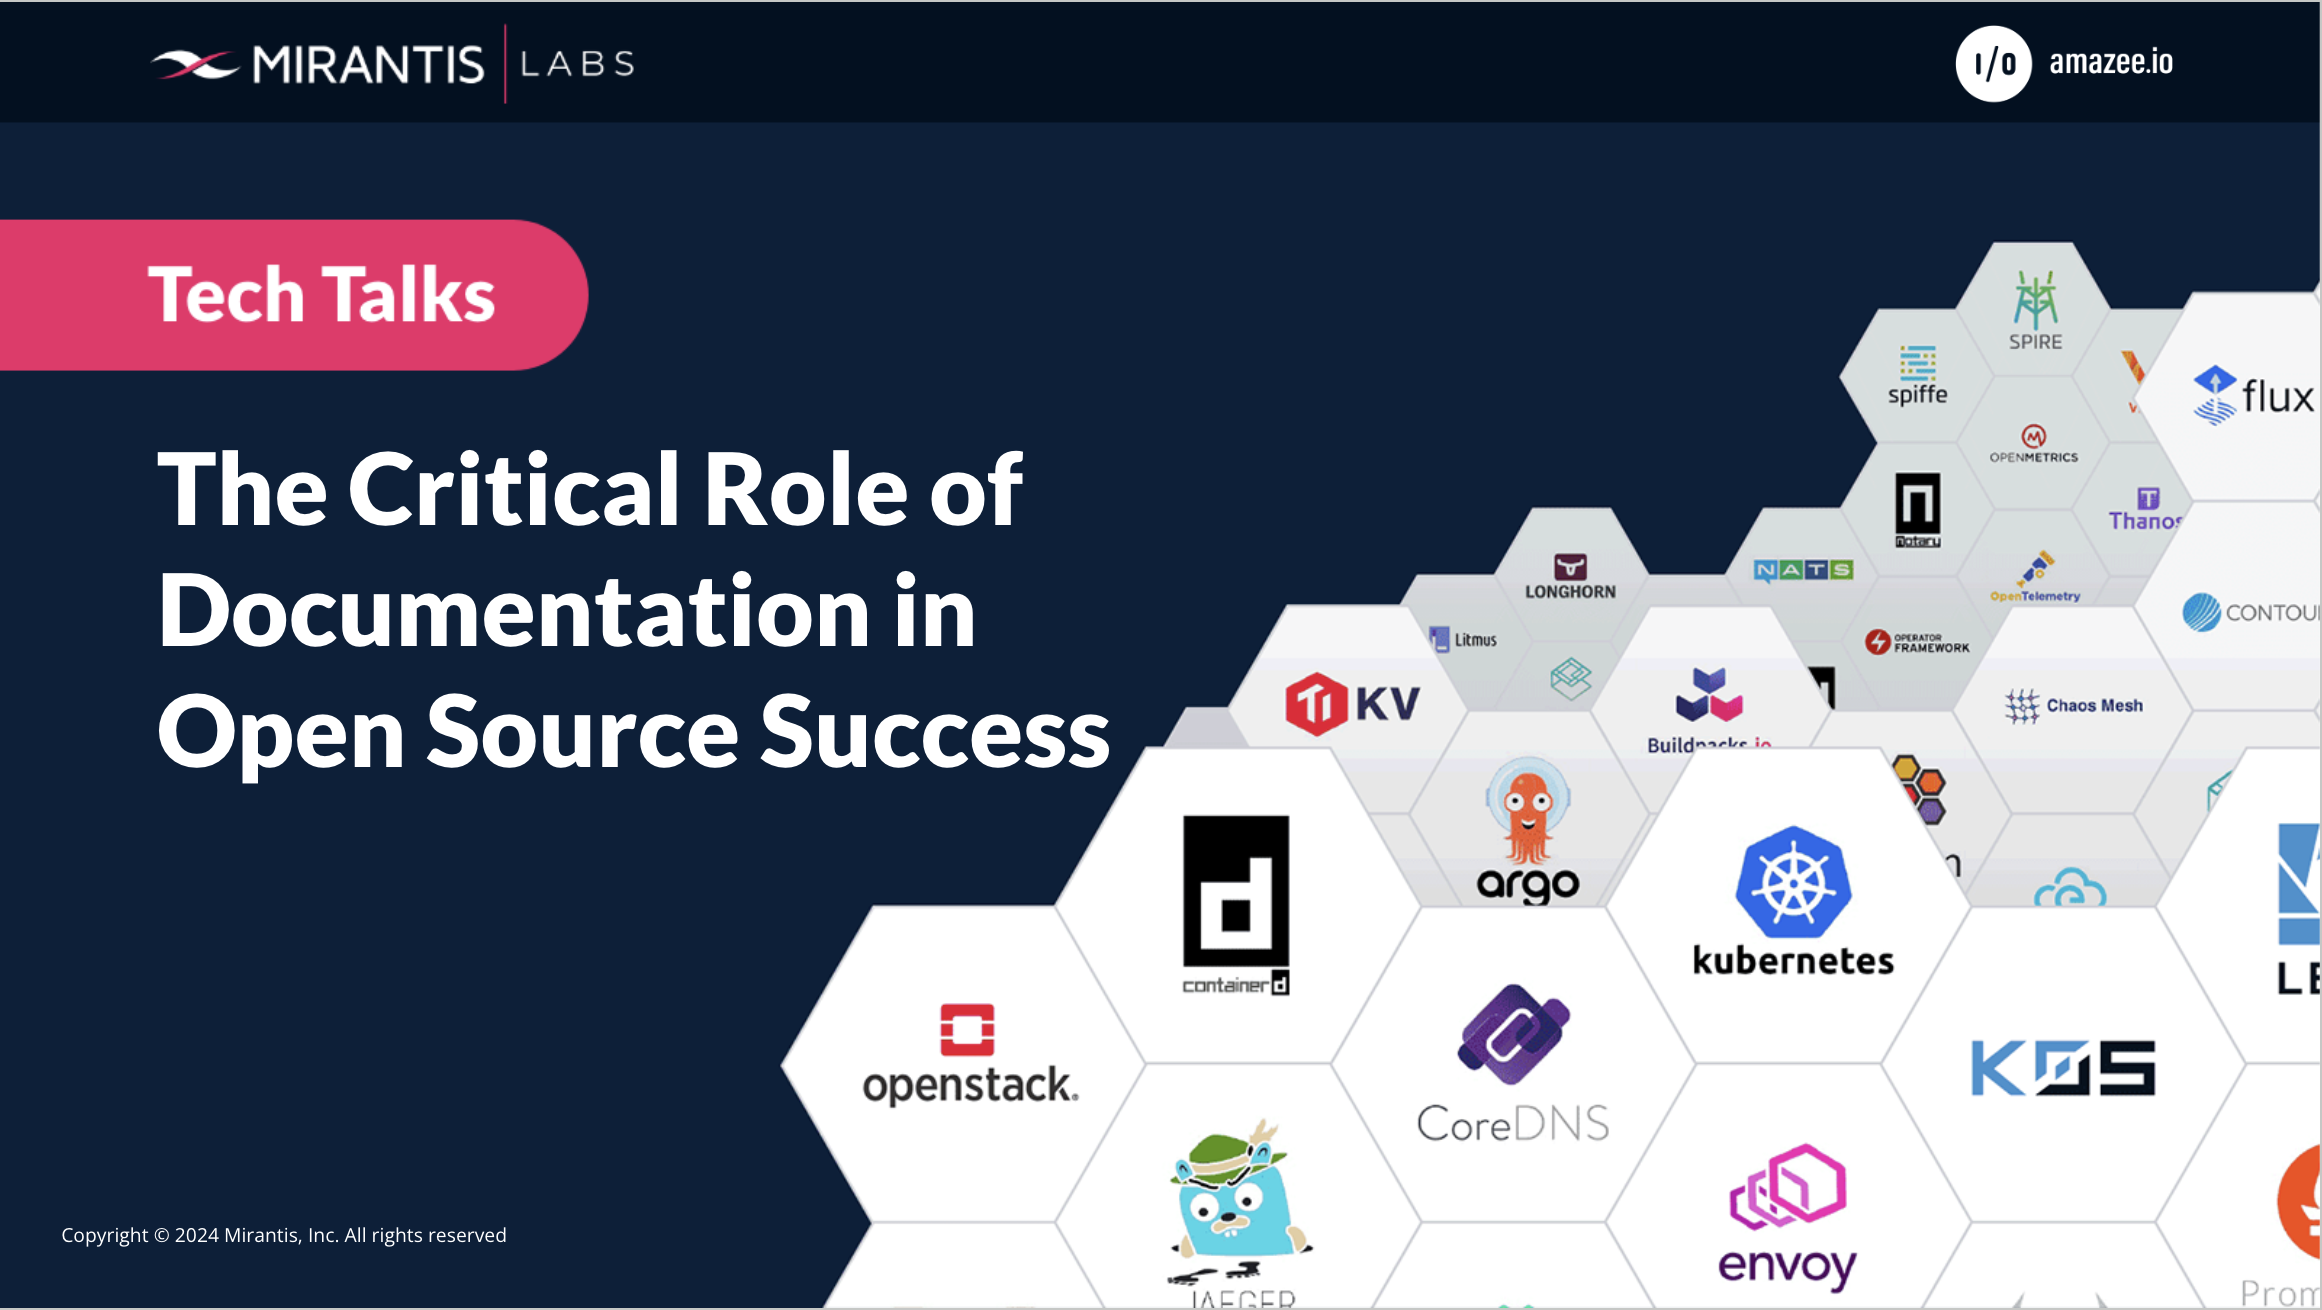 MIRANTIS | LABS
I/O amazee.io
Tech Talks
The Critical Role of
Documentation in
Open Source Success
SPIRE
spiffe
flux
OPENMETRICS
notary
Thanos
LONGHORN
NATS
OpenTelemetry
CONTOU
Litmus
OPERATOR
FRAMEWORK
TiKV
Chaos Mesh
Buildpacks.io
argo
kubernetes
containerd
LE
openstack.
CoreDNS
K0S
envoy
JAEGER
Prom
Copyright © 2024 Mirantis, Inc. All rights reserved